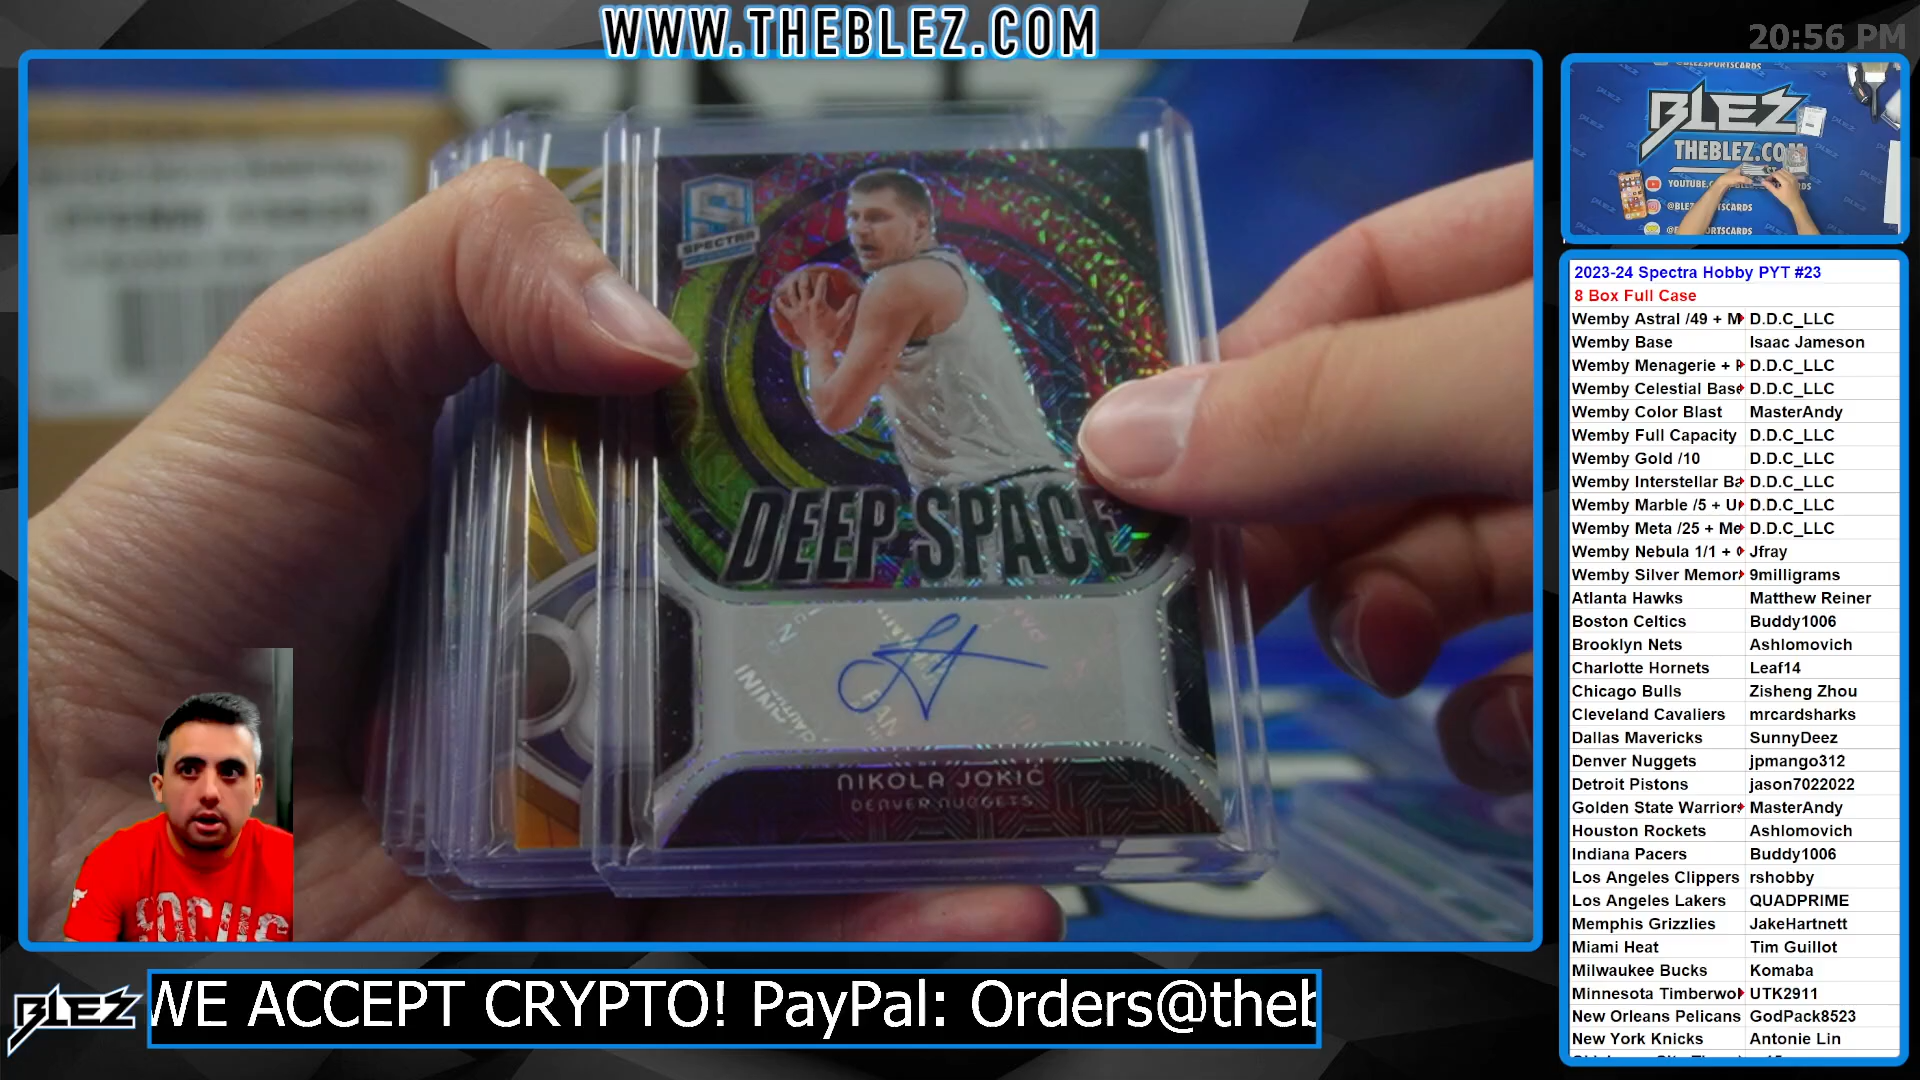 WWW.THEBLEZ.COM
20:56 PM
BLEZ
THEBLEZ.COM
SPECTRA
DEEP SPACE
NIKOLA JOKIĆ
DENVER NUGGETS
FOCUS
2023-24 Spectra Hobby PYT #23
8 Box Full Case
Wemby Astral /49 + M D.D.C_LLC
Wemby Base Isaac Jameson
Wemby Menagerie + P D.D.C_LLC
Wemby Celestial Base D.D.C_LLC
Wemby Color Blast MasterAndy
Wemby Full Capacity D.D.C_LLC
Wemby Gold /10 D.D.C_LLC
Wemby Interstellar Ba D.D.C_LLC
Wemby Marble /5 + U D.D.C_LLC
Wemby Meta /25 + Me D.D.C_LLC
Wemby Nebula 1/1 + Jfray
Wemby Silver Memor 9milligrams
Atlanta Hawks Matthew Reiner
Boston Celtics Buddy1006
Brooklyn Nets Ashlomovich
Charlotte Hornets Leaf14
Chicago Bulls Zisheng Zhou
Cleveland Cavaliers mrcardsharks
Dallas Mavericks SunnyDeez
Denver Nuggets jpmango312
Detroit Pistons jason7022022
Golden State Warrior MasterAndy
Houston Rockets Ashlomovich
Indiana Pacers Buddy1006
Los Angeles Clippers rshobby
Los Angeles Lakers QUADPRIME
Memphis Grizzlies JakeHartnett
Miami Heat Tim Guillot
Milwaukee Bucks Komaba
Minnesota Timberwol UTK2911
New Orleans Pelicans GodPack8523
New York Knicks Antonie Lin
BLEZ
WE ACCEPT CRYPTO! PayPal: Orders@theb